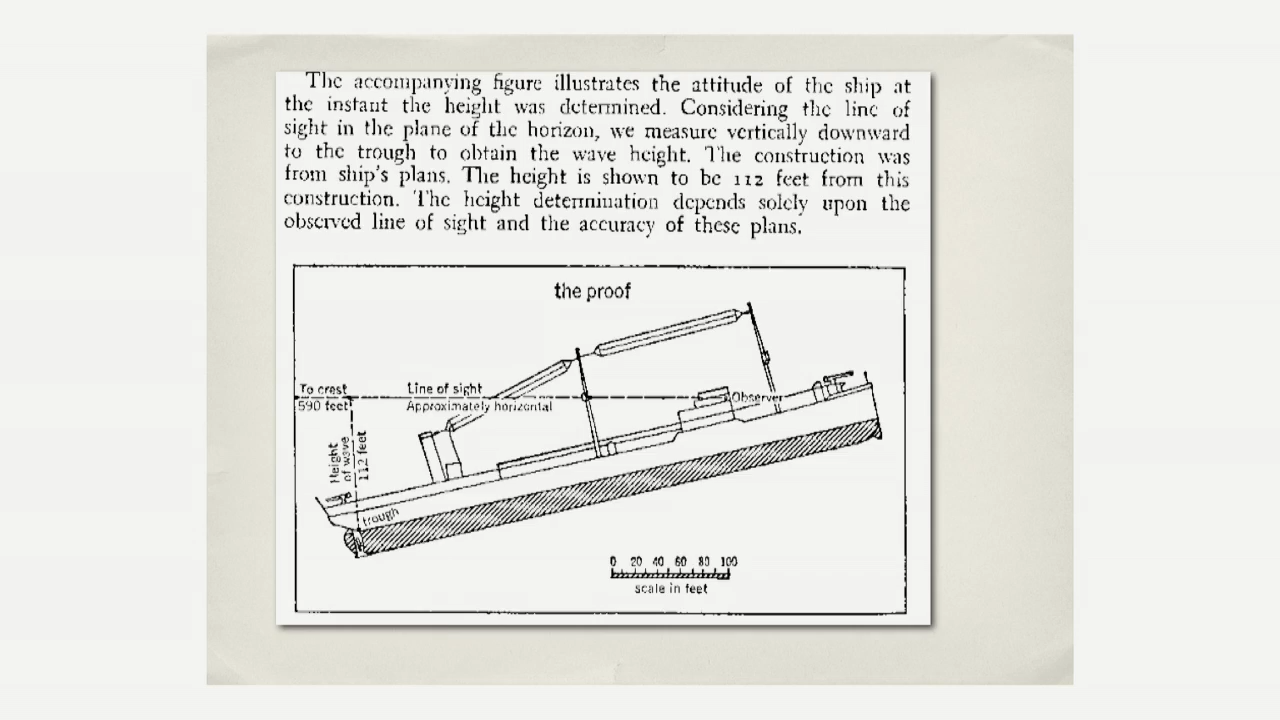 The accompanying figure illustrates the attitude of the ship at
the instant the height was determined. Considering the line of
sight in the plane of the horizon, we measure vertically downward
to the trough to obtain the wave height. The construction was
from ship's plans. The height is shown to be 112 feet from this
construction. The height determination depends solely upon the
observed line of sight and the accuracy of these plans.
the proof
To crest
590 feet
Line of sight
Approximately horizontal
Observer
Height
of wave
112 feet
trough
0 20 40 60 80 100
scale in feet